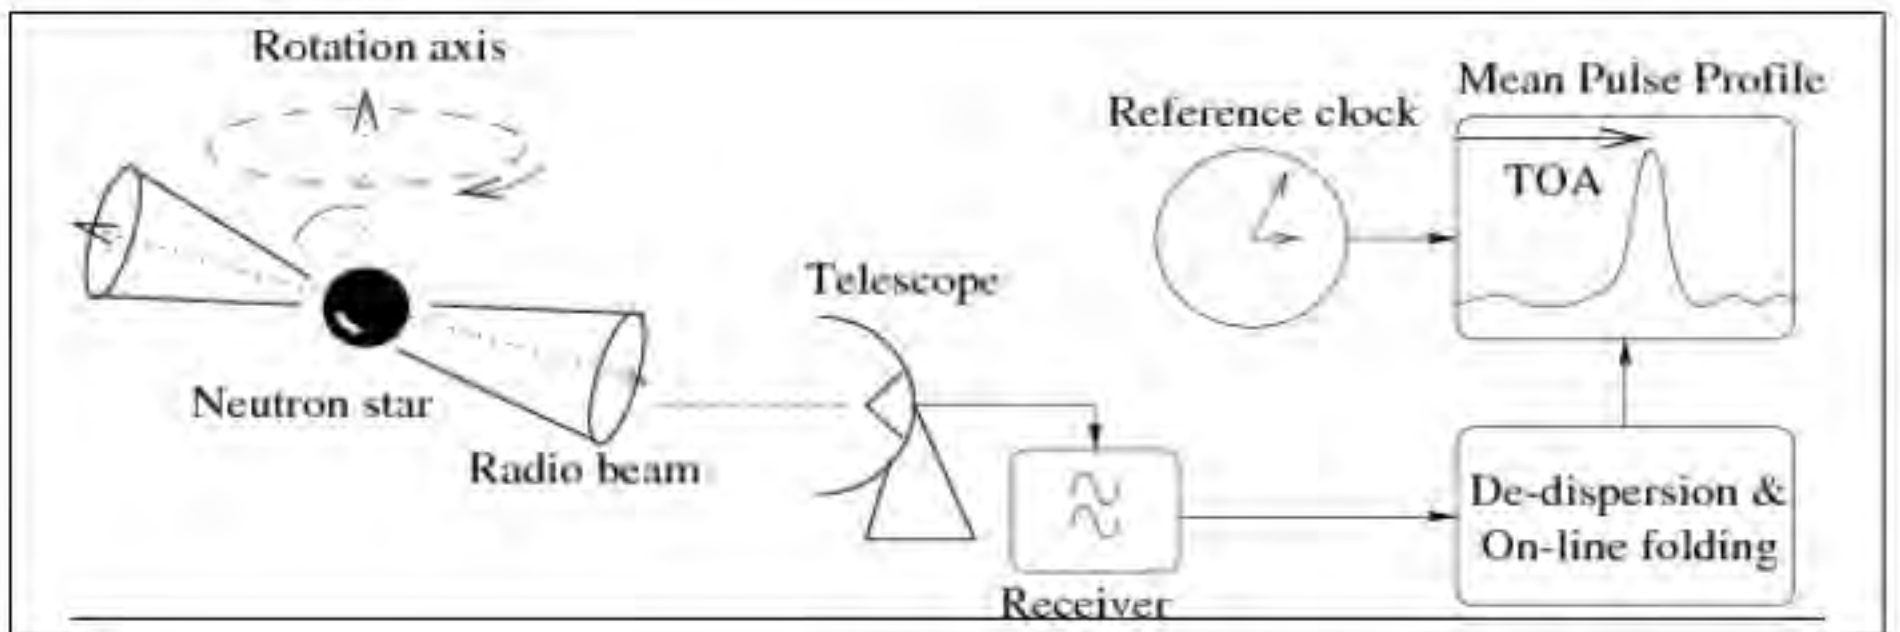 Rotation axis
Neutron star
Radio beam
Telescope
Receiver
Reference clock
Mean Pulse Profile
TOA
De-dispersion &
On-line folding